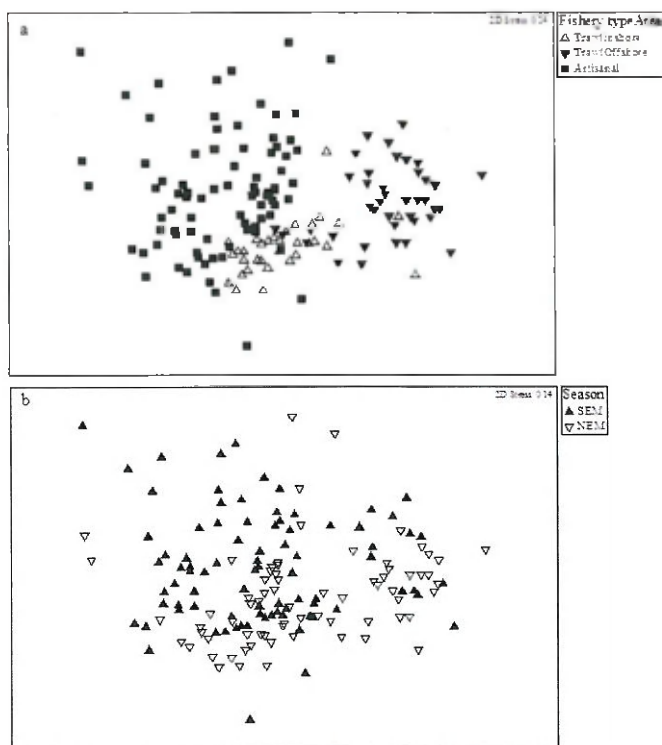 a
2D Stress: 0.14
Fishery type Area
Trawl Inshore
Trawl Offshore
Artisanal
b
2D Stress: 0.14
Season
SEM
NEM